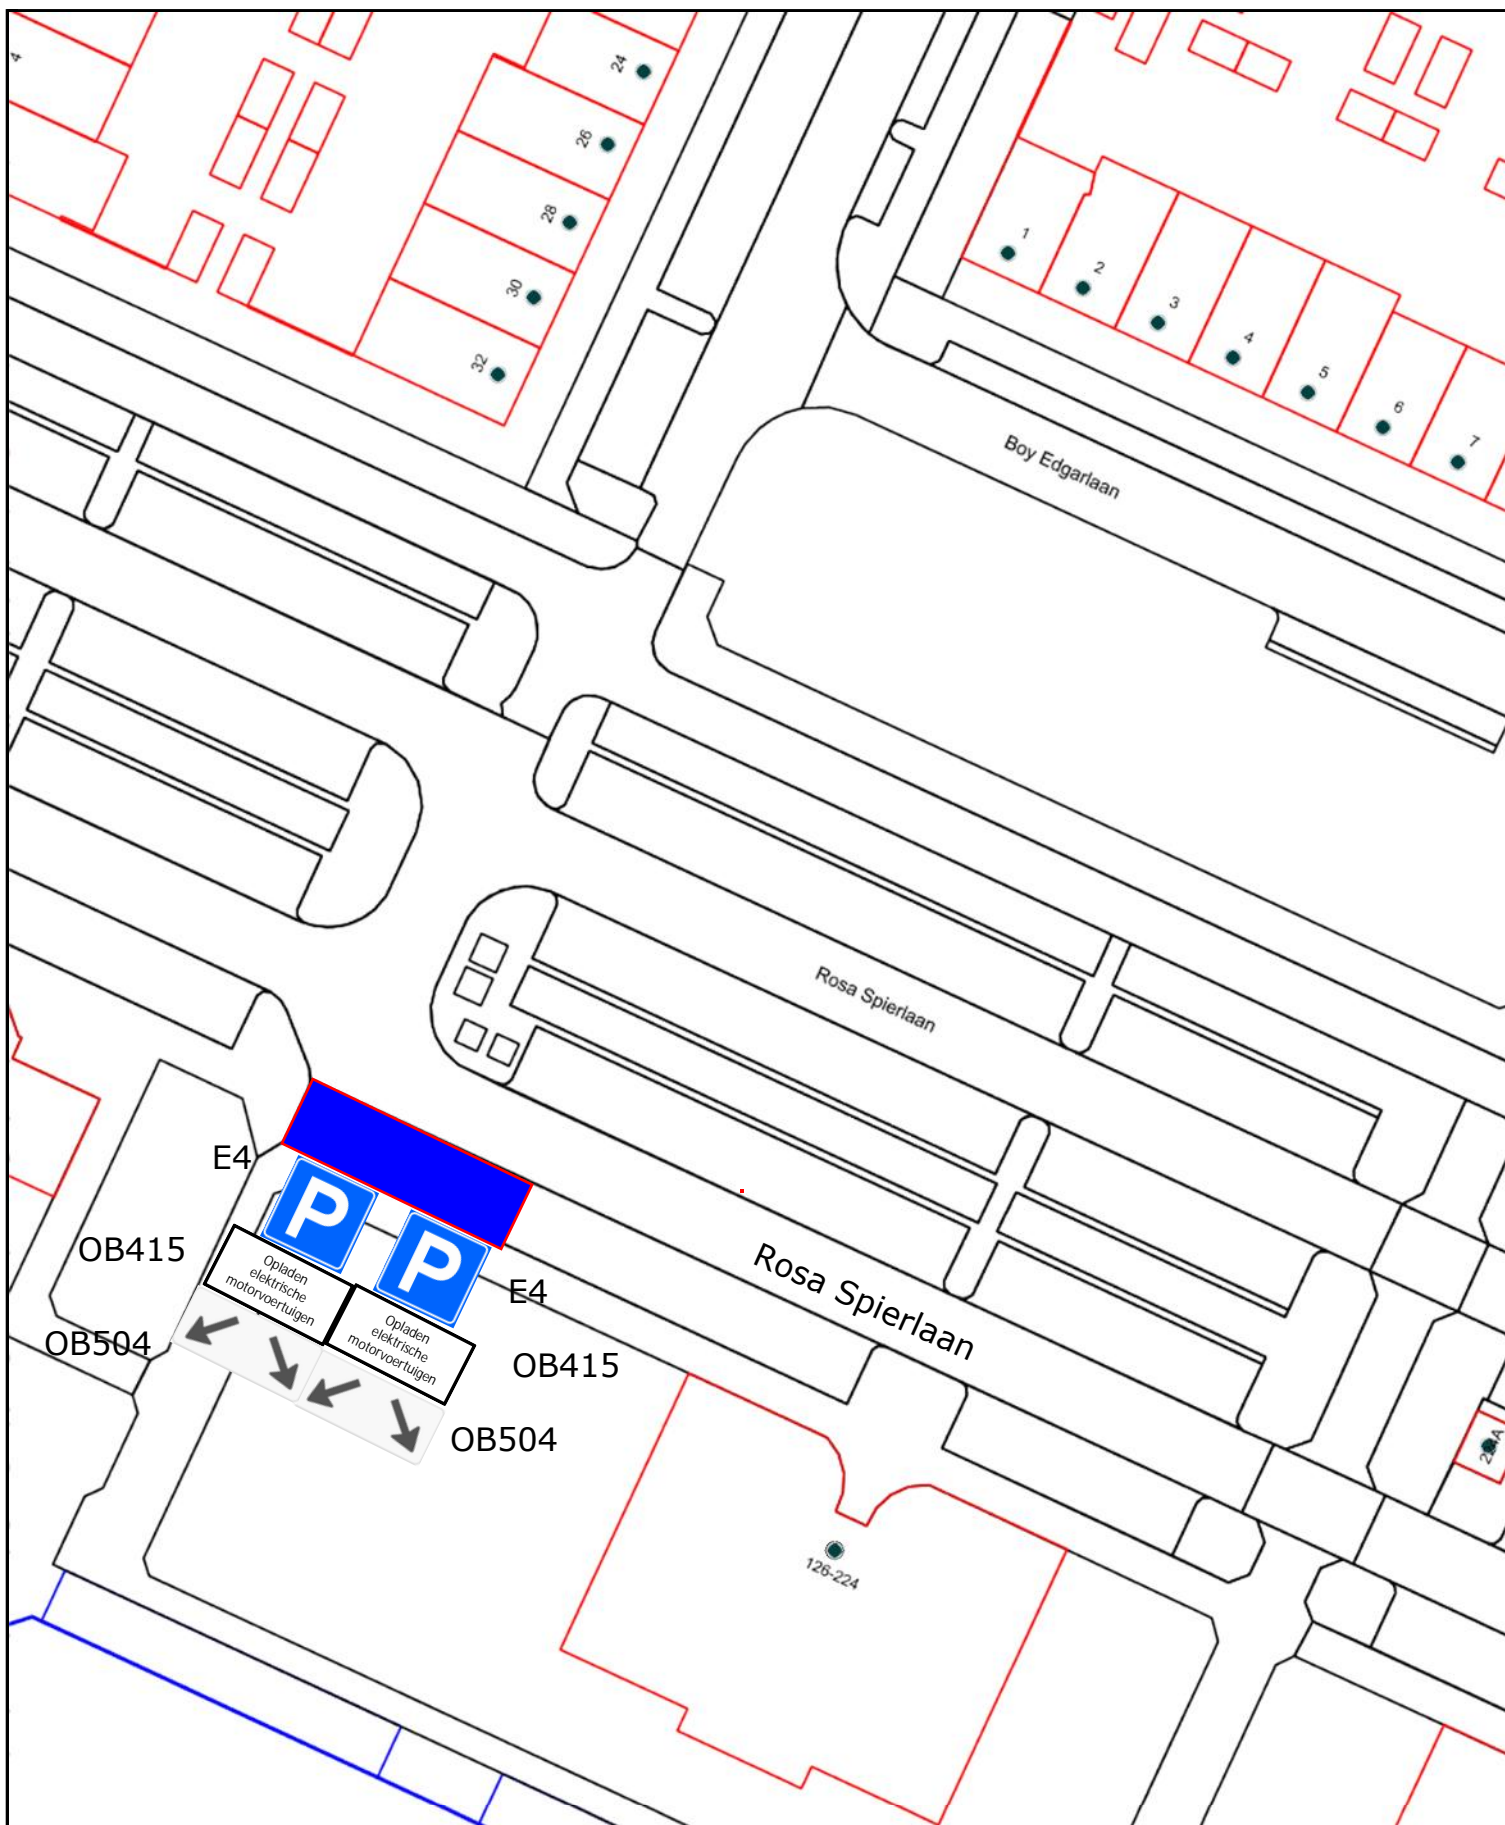 4
24
26
28
30
32
1
2
3
4
5
6
7
Boy Edgarlaan
Rosa Spierlaan
E4
P
P
OB415
Opladen
elektrische
motorvoertuigen
E4
Rosa Spierlaan
Opladen
elektrische
motorvoertuigen
OB504
OB415
OB504
126-224